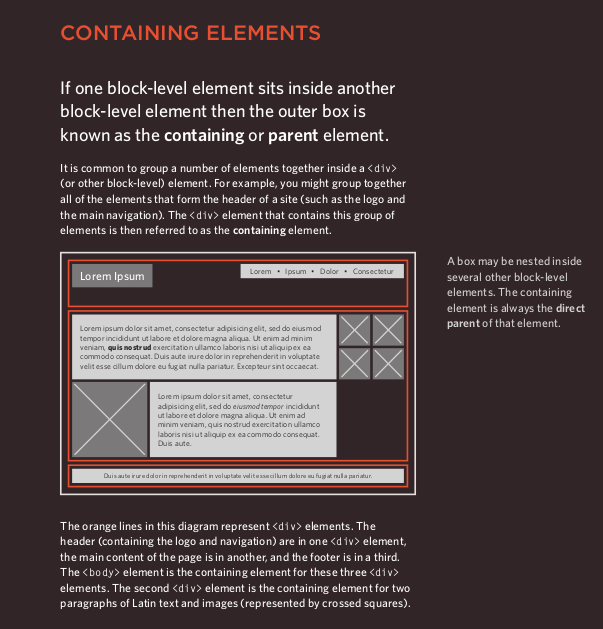 CONTAINING ELEMENTS
If one block-level element sits inside another
block-level element then the outer box is
known as the containing or parent element.
It is common to group a number of elements together inside a <div>
(or other block-level) element. For example, you might group together
all of the elements that form the header of a site (such as the logo and
the main navigation). The <div> element that contains this group of
elements is then referred to as the containing element.
Lorem Ipsum
Lorem • Ipsum • Dolor • Consectetur
Lorem ipsum dolor sit amet, consectetur adipisicing elit, sed do eiusmod
tempor incididunt ut labore et dolore magna aliqua. Ut enim ad minim
veniam, quis nostrud exercitation ullamco laboris nisi ut aliquip ex ea
commodo consequat. Duis aute irure dolor in reprehenderit in voluptate
velit esse cillum dolore eu fugiat nulla pariatur. Excepteur sint occaecat.
Lorem ipsum dolor sit amet, consectetur
adipisicing elit, sed do eiusmod tempor incididunt
ut labore et dolore magna aliqua. Ut enim ad
minim veniam, quis nostrud exercitation ullamco
laboris nisi ut aliquip ex ea commodo consequat.
Duis aute.
Duis aute irure dolor in reprehenderit in voluptate velit esse cillum dolore eu fugiat nulla pariatur.
A box may be nested inside
several other block-level
elements. The containing
element is always the direct
parent of that element.
The orange lines in this diagram represent <div> elements. The
header (containing the logo and navigation) are in one <div> element,
the main content of the page is in another, and the footer is in a third.
The <body> element is the containing element for these three <div>
elements. The second <div> element is the containing element for two
paragraphs of Latin text and images (represented by crossed squares).